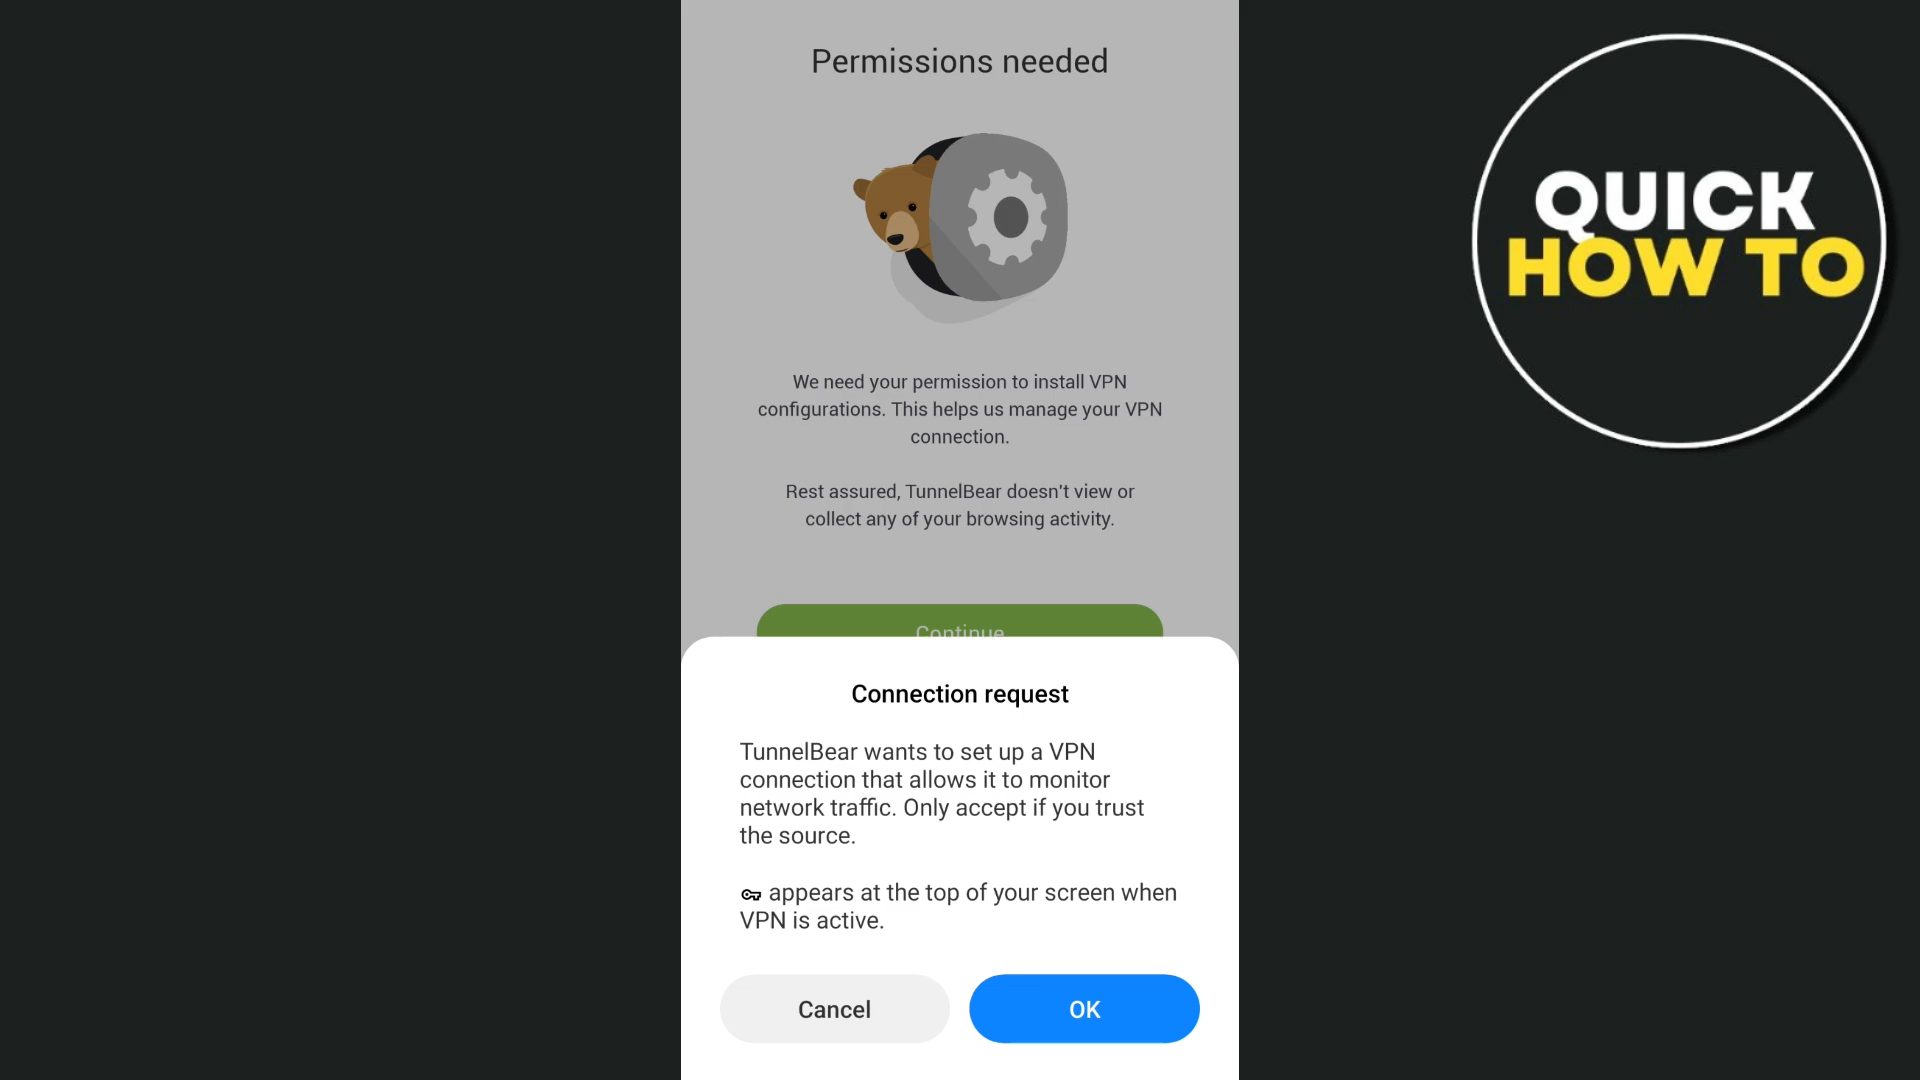 Permissions needed
QUICK
HOW TO
We need your permission to install VPN
configurations. This helps us manage your VPN
connection.
Rest assured, TunnelBear doesn't view or
collect any of your browsing activity.
Continue
Connection request
TunnelBear wants to set up a VPN
connection that allows it to monitor
network traffic. Only accept if you trust
the source.
appears at the top of your screen when
VPN is active.
Cancel
OK